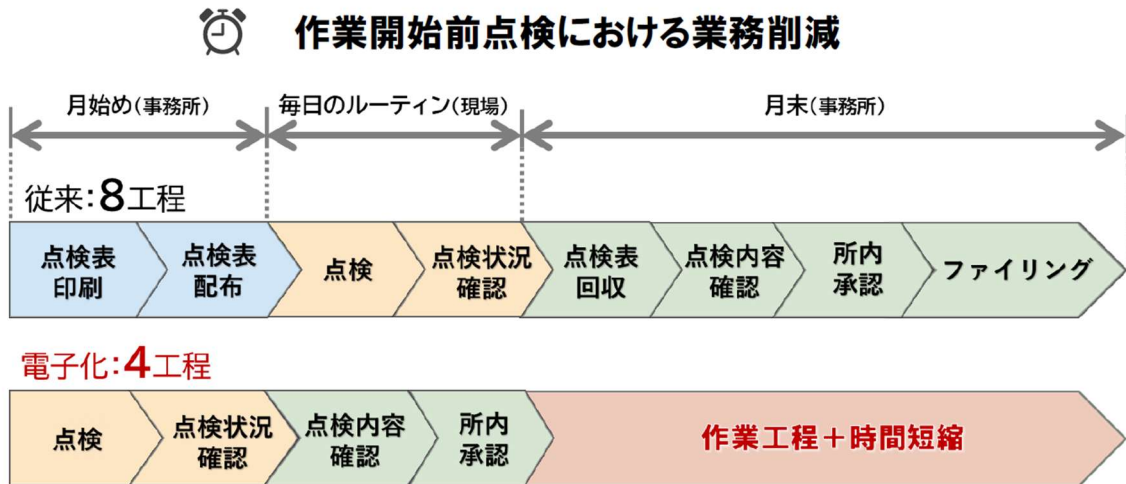 作業開始前点検における業務削減
月始め(事務所)
毎日のルーティン(現場)
月末(事務所)
従来:8工程
点検表
印刷
点検表
配布
点検
点検状況
確認
点検表
回収
点検内容
確認
所内
承認
ファイリング
電子化:4工程
点検
点検状況
確認
点検内容
確認
所内
承認
作業工程+時間短縮